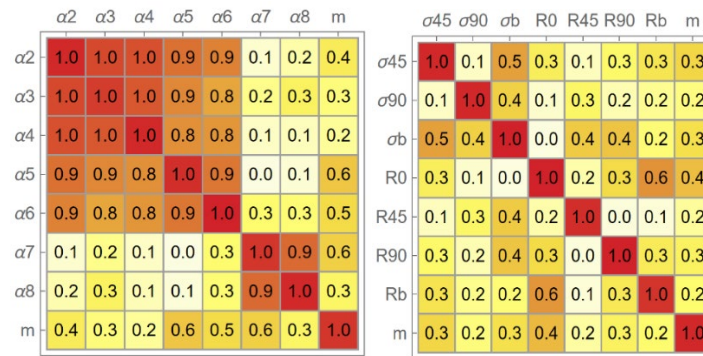 α2 α3 α4 α5 α6 α7 α8 m
α2 1.0 1.0 1.0 0.9 0.9 0.1 0.2 0.4
α3 1.0 1.0 1.0 0.9 0.8 0.2 0.3 0.3
α4 1.0 1.0 1.0 0.8 0.8 0.1 0.1 0.2
α5 0.9 0.9 0.8 1.0 0.9 0.0 0.1 0.6
α6 0.9 0.8 0.8 0.9 1.0 0.3 0.3 0.5
α7 0.1 0.2 0.1 0.0 0.3 1.0 0.9 0.6
α8 0.2 0.3 0.1 0.1 0.3 0.9 1.0 0.3
m 0.4 0.3 0.2 0.6 0.5 0.6 0.3 1.0
σ45 σ90 σb R0 R45 R90 Rb m
σ45 1.0 0.1 0.5 0.3 0.1 0.3 0.3 0.3
σ90 0.1 1.0 0.4 0.1 0.3 0.2 0.2 0.2
σb 0.5 0.4 1.0 0.0 0.4 0.4 0.2 0.3
R0 0.3 0.1 0.0 1.0 0.2 0.3 0.6 0.4
R45 0.1 0.3 0.4 0.2 1.0 0.0 0.1 0.2
R90 0.3 0.2 0.4 0.3 0.0 1.0 0.3 0.3
Rb 0.3 0.2 0.2 0.6 0.1 0.3 1.0 0.2
m 0.3 0.2 0.3 0.4 0.2 0.3 0.2 1.0